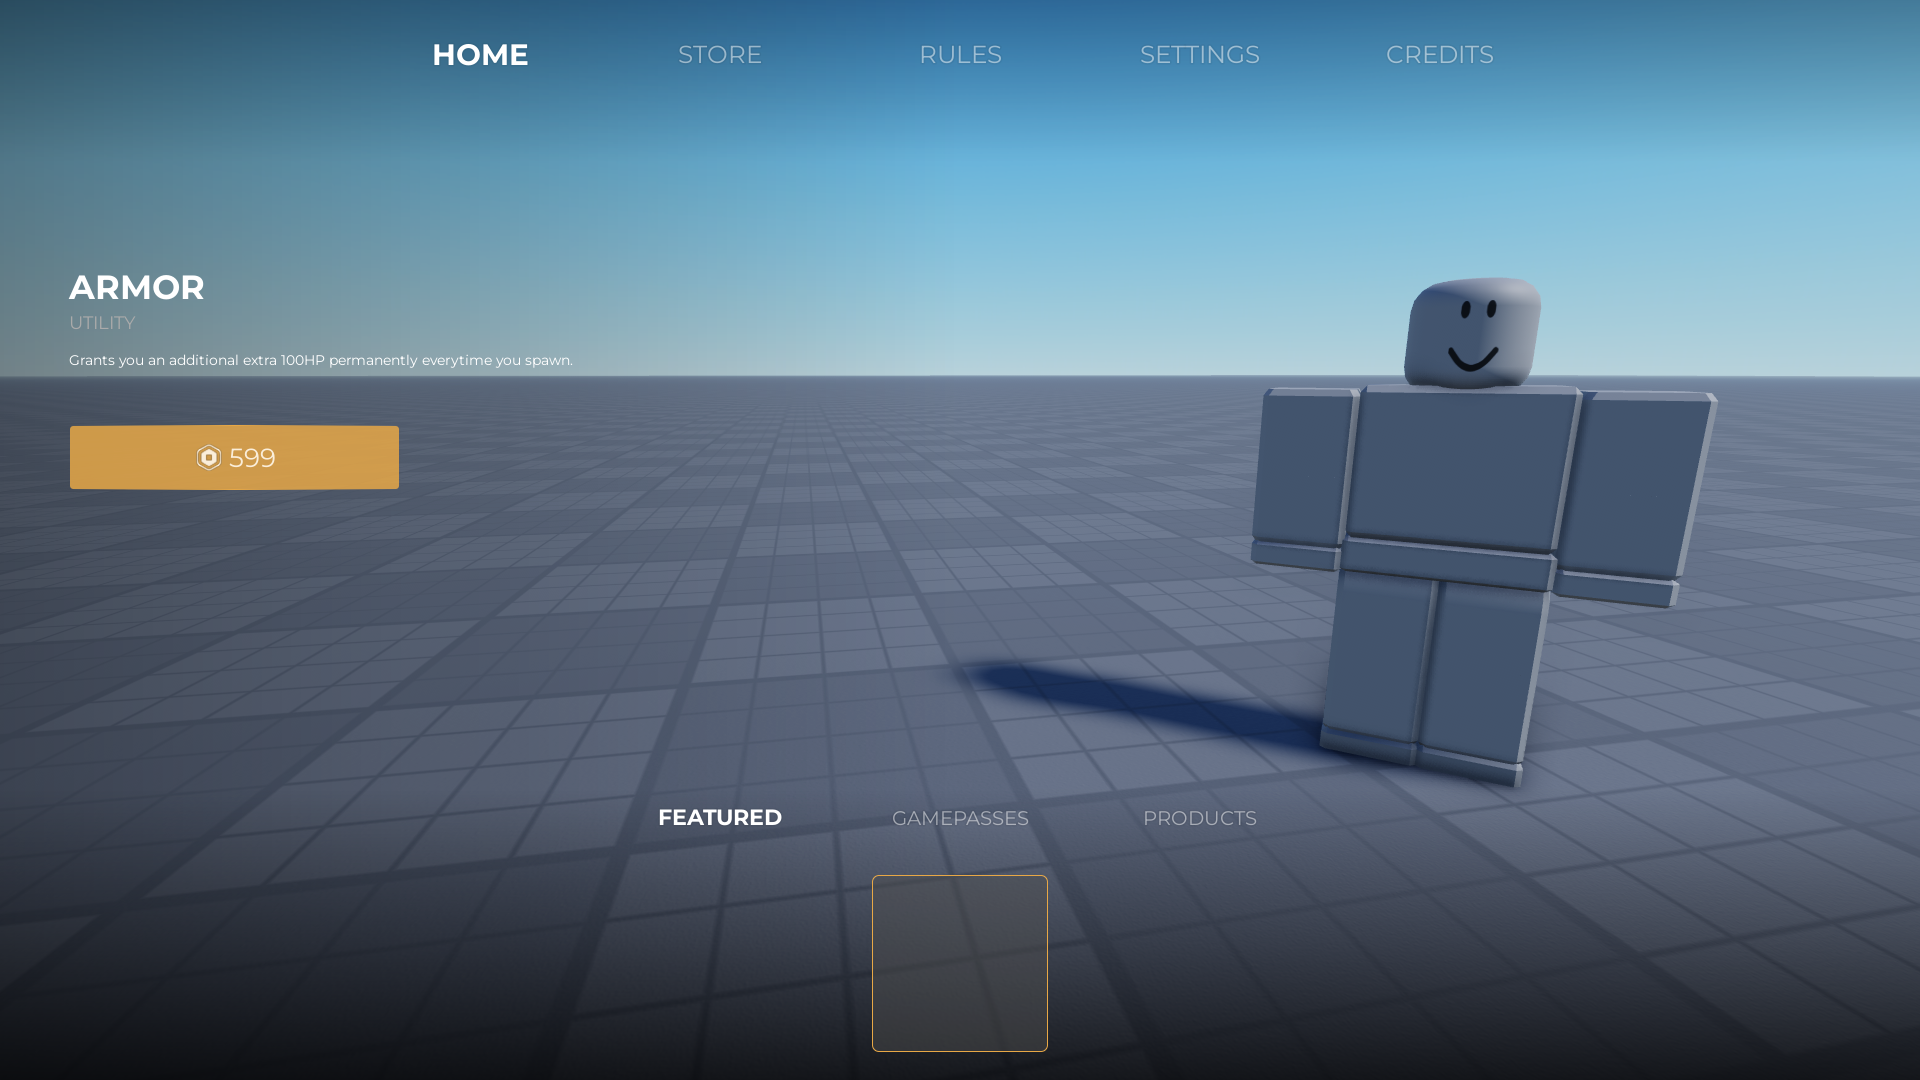 HOME
STORE
RULES
SETTINGS
CREDITS
ARMOR
UTILITY
Grants you an additional extra 100HP permanently everytime you spawn.
599
FEATURED
GAMEPASSES
PRODUCTS